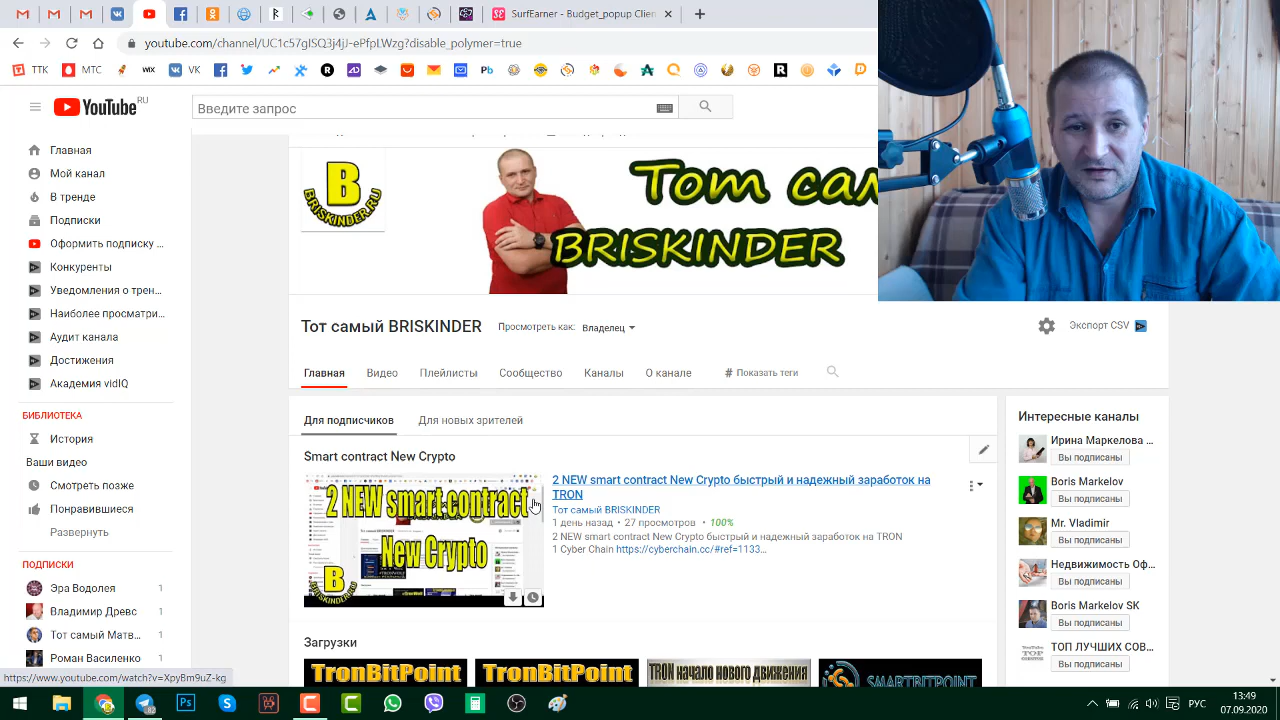 SurfEarner - Budget_popup Clien
youtube.com/channel/UC1c57gISQ3j4J-ePfpLWzg?disable_polymer=true
ТТК
МТС
WIX
VK
Pb
YouTube RU
Введите запрос
Главная
Мой канал
В тренде
Подписки
Оформить подписку ...
Конкуренты
Уведомления о трен...
Наиболее просматри...
Аудит канала
Достижения
Академия vidIQ
БИБЛИОТЕКА
История
Ваши видео
Смотреть позже
Понравившиеся
Развернуть
ПОДПИСКИ
Эра Водолея 1
Владимир Древс 1
Тот самый Матв... 1
Роман Василенко 1
B
BRISKINDER.RU
Тот сам
BRISKINDER
Тот самый BRISKINDER
Просмотреть как: Владелец
Экспорт CSV
Главная Видео Плейлисты Сообщество Каналы О канале # Показать теги
Для подписчиков Для новых зрителей
Smart contract New Crypto
2 NEW smart contract
New Crypto
B
2 NEW smart contract New Crypto быстрый и надежный заработок на
TRON
Тот самый BRISKINDER
1 день назад • 27 просмотров • 100%
2 NEW smart contract New Crypto быстрый и надежный заработок на TRON
1 Cyber Chain https://cyberchain.cc/#ref=1133...
Загрузки
TronBitPoint
TronBitPoint
TRON начало нового движения
SMARTBITPOINT
Интересные каналы
Ирина Маркелова ...
Вы подписаны
Boris Markelov
Вы подписаны
Mr. Vladimir
Вы подписаны
Недвижимость Оф...
Вы подписаны
Boris Markelov SK
Вы подписаны
ТОП ЛУЧШИХ СОВ...
Вы подписаны
https://www.youtube.com/watch?v=XpyBm9uZ-kg
РУС
13:49
07.09.2020